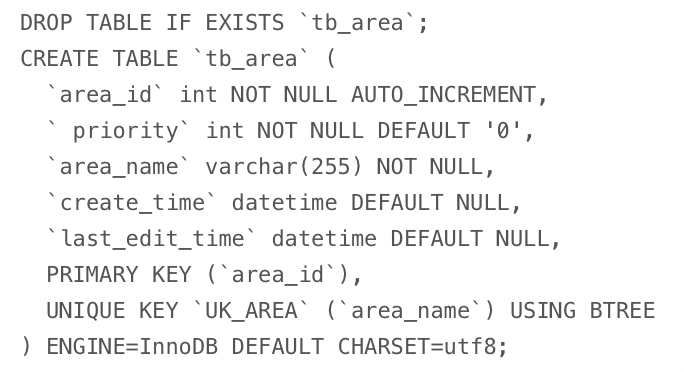 DROP TABLE IF EXISTS `tb_area`;
CREATE TABLE `tb_area` (
  `area_id` int NOT NULL AUTO_INCREMENT,
  ` priority` int NOT NULL DEFAULT '0',
  `area_name` varchar(255) NOT NULL,
  `create_time` datetime DEFAULT NULL,
  `last_edit_time` datetime DEFAULT NULL,
  PRIMARY KEY (`area_id`),
  UNIQUE KEY `UK_AREA` (`area_name`) USING BTREE
) ENGINE=InnoDB DEFAULT CHARSET=utf8;